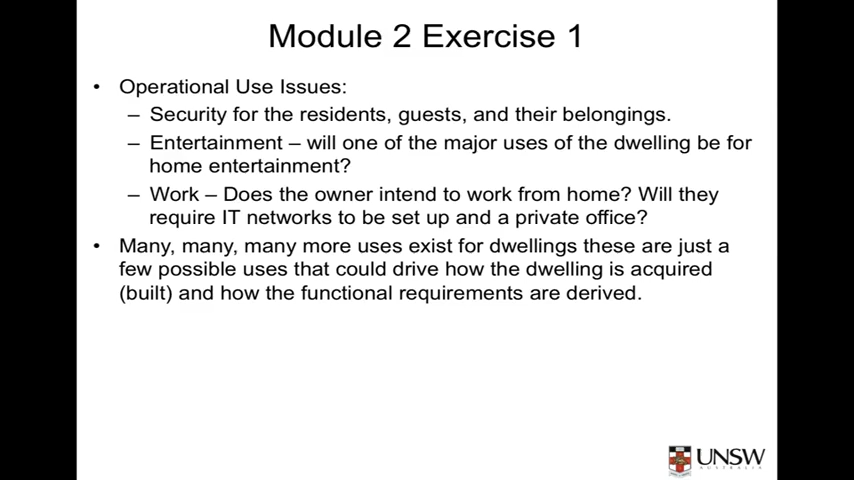 Module 2 Exercise 1
• Operational Use Issues:
– Security for the residents, guests, and their belongings.
– Entertainment – will one of the major uses of the dwelling be for
home entertainment?
– Work – Does the owner intend to work from home? Will they
require IT networks to be set up and a private office?
• Many, many, many more uses exist for dwellings these are just a
few possible uses that could drive how the dwelling is acquired
(built) and how the functional requirements are derived.
UNSW
AUSTRALIA